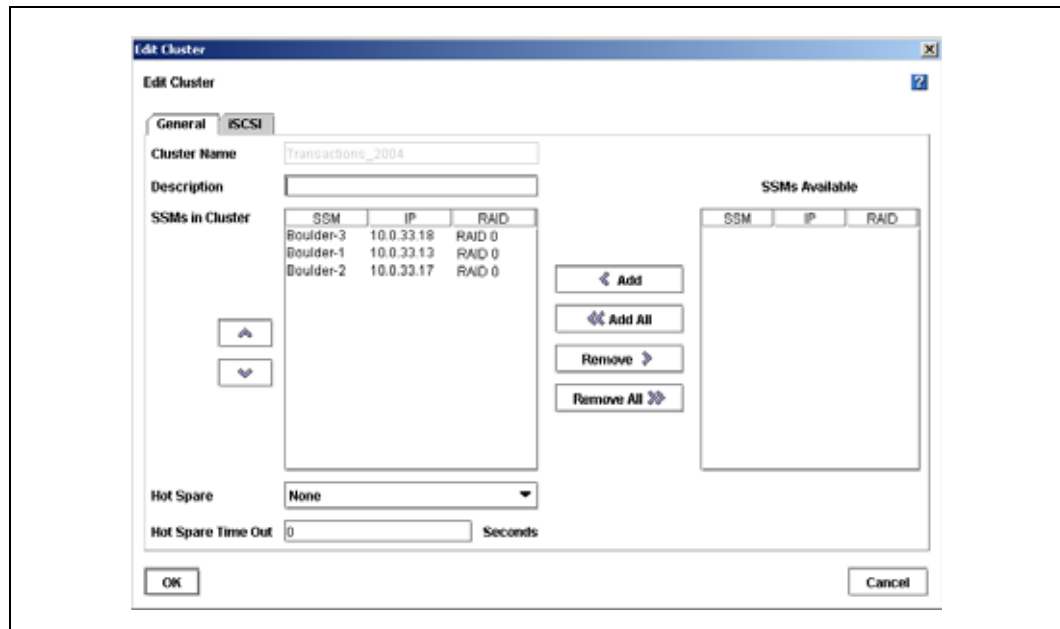 Edit Cluster
Edit Cluster
General iSCSI
Cluster Name Transactions_2004
Description
SSMs Available
SSMs in Cluster
SSM IP RAID
SSM IP RAID
Boulder-3 10.0.33.18 RAID 0
Boulder-1 10.0.33.13 RAID 0
Boulder-2 10.0.33.17 RAID 0
Add
Add All
Remove
Remove All
Hot Spare None
Hot Spare Time Out 0 Seconds
OK Cancel